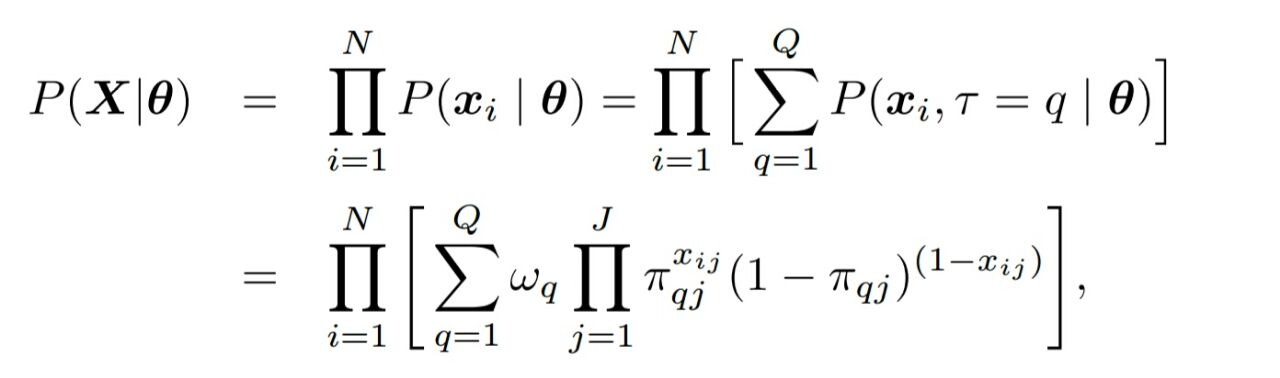 P(X|θ) = ∏_{i=1}^{N} P(x_i | θ) = ∏_{i=1}^{N} [ ∑_{q=1}^{Q} P(x_i, τ = q | θ) ]
= ∏_{i=1}^{N} [ ∑_{q=1}^{Q} ω_q ∏_{j=1}^{J} π_{qj}^{x_{ij}} (1 − π_{qj})^{(1−x_{ij})} ],